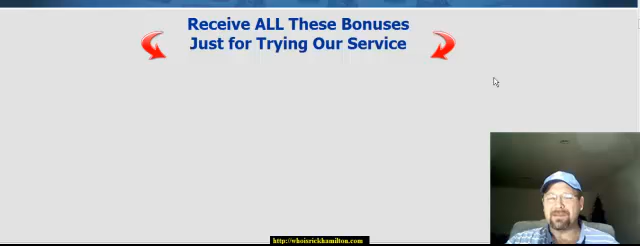 Receive ALL These Bonuses
Just for Trying Our Service
http://whoisrickhamilton.com